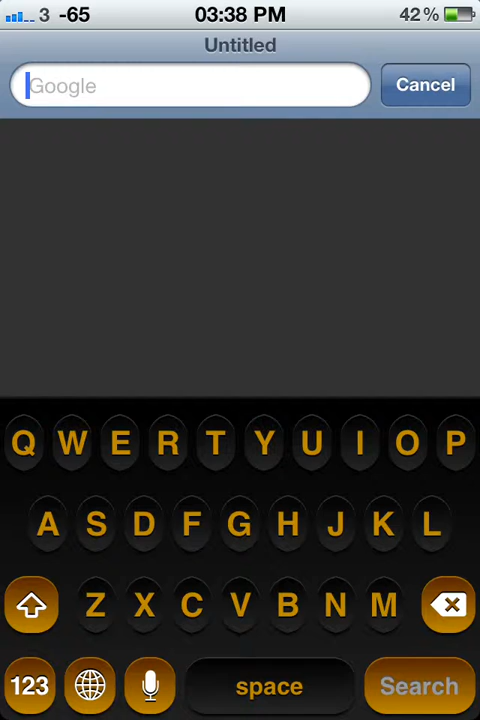 3 -65 03:38 PM 42%
Untitled
Google Cancel
Q W E R T Y U I O P
A S D F G H J K L
Z X C V B N M
123 space Search